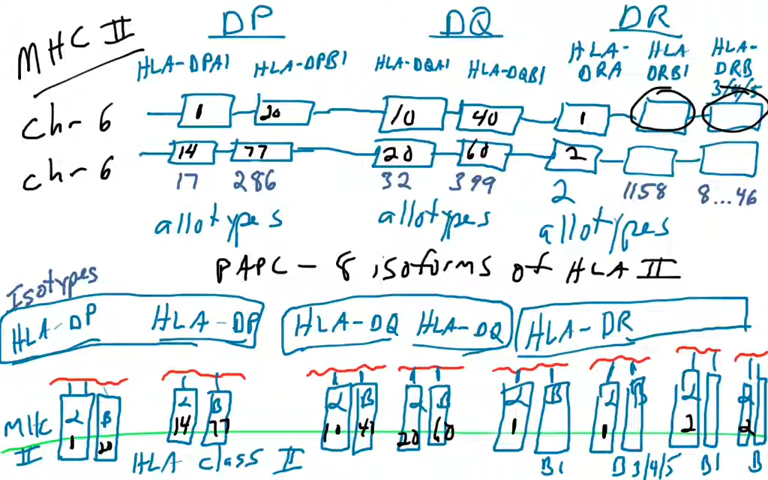 MHC II
DP DQ DR
HLA-DPA1 HLA-DPB1 HLA-DQA1 HLA-DQB1 HLA-DRA HLA DRB1 HLA-DRB 3/4/5
chr 6 1 20 10 40 1
chr 6 14 77 20 60 2
17 286 32 399 2 1158 8...46
allotypes allotypes allotypes
PAPC - 8 isoforms of HLA II
Isotypes
HLA-DP HLA-DP HLA-DQ HLA-DQ HLA-DR
MHC II
α β α β α β α β α β α β α α β
1 20 14 77 20 60 1 1 2 2
HLA class II B1 B 3/4/5 B1 B